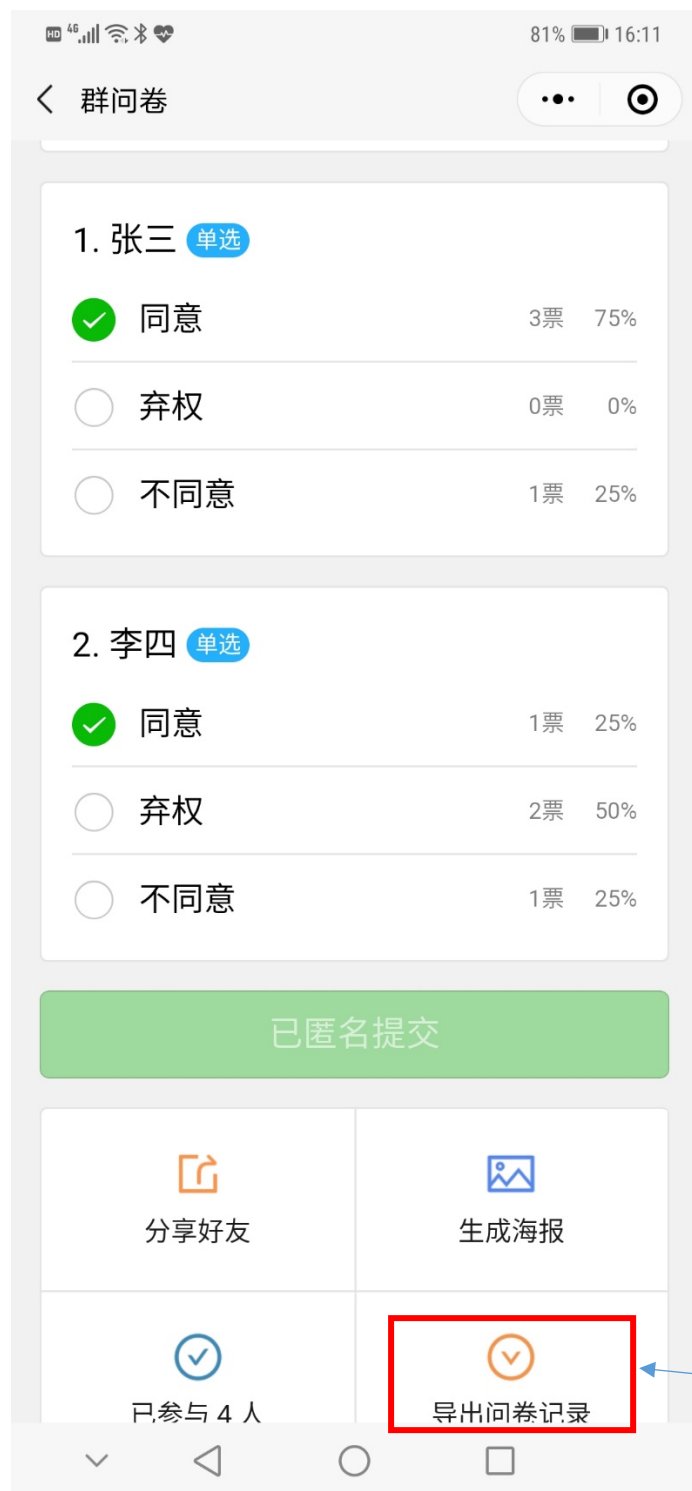 HD 46 81% 16:11
群问卷
1. 张三 单选
同意 3票 75%
弃权 0票 0%
不同意 1票 25%
2. 李四 单选
同意 1票 25%
弃权 2票 50%
不同意 1票 25%
已匿名提交
分享好友 生成海报
已参与 4 人 导出问卷记录